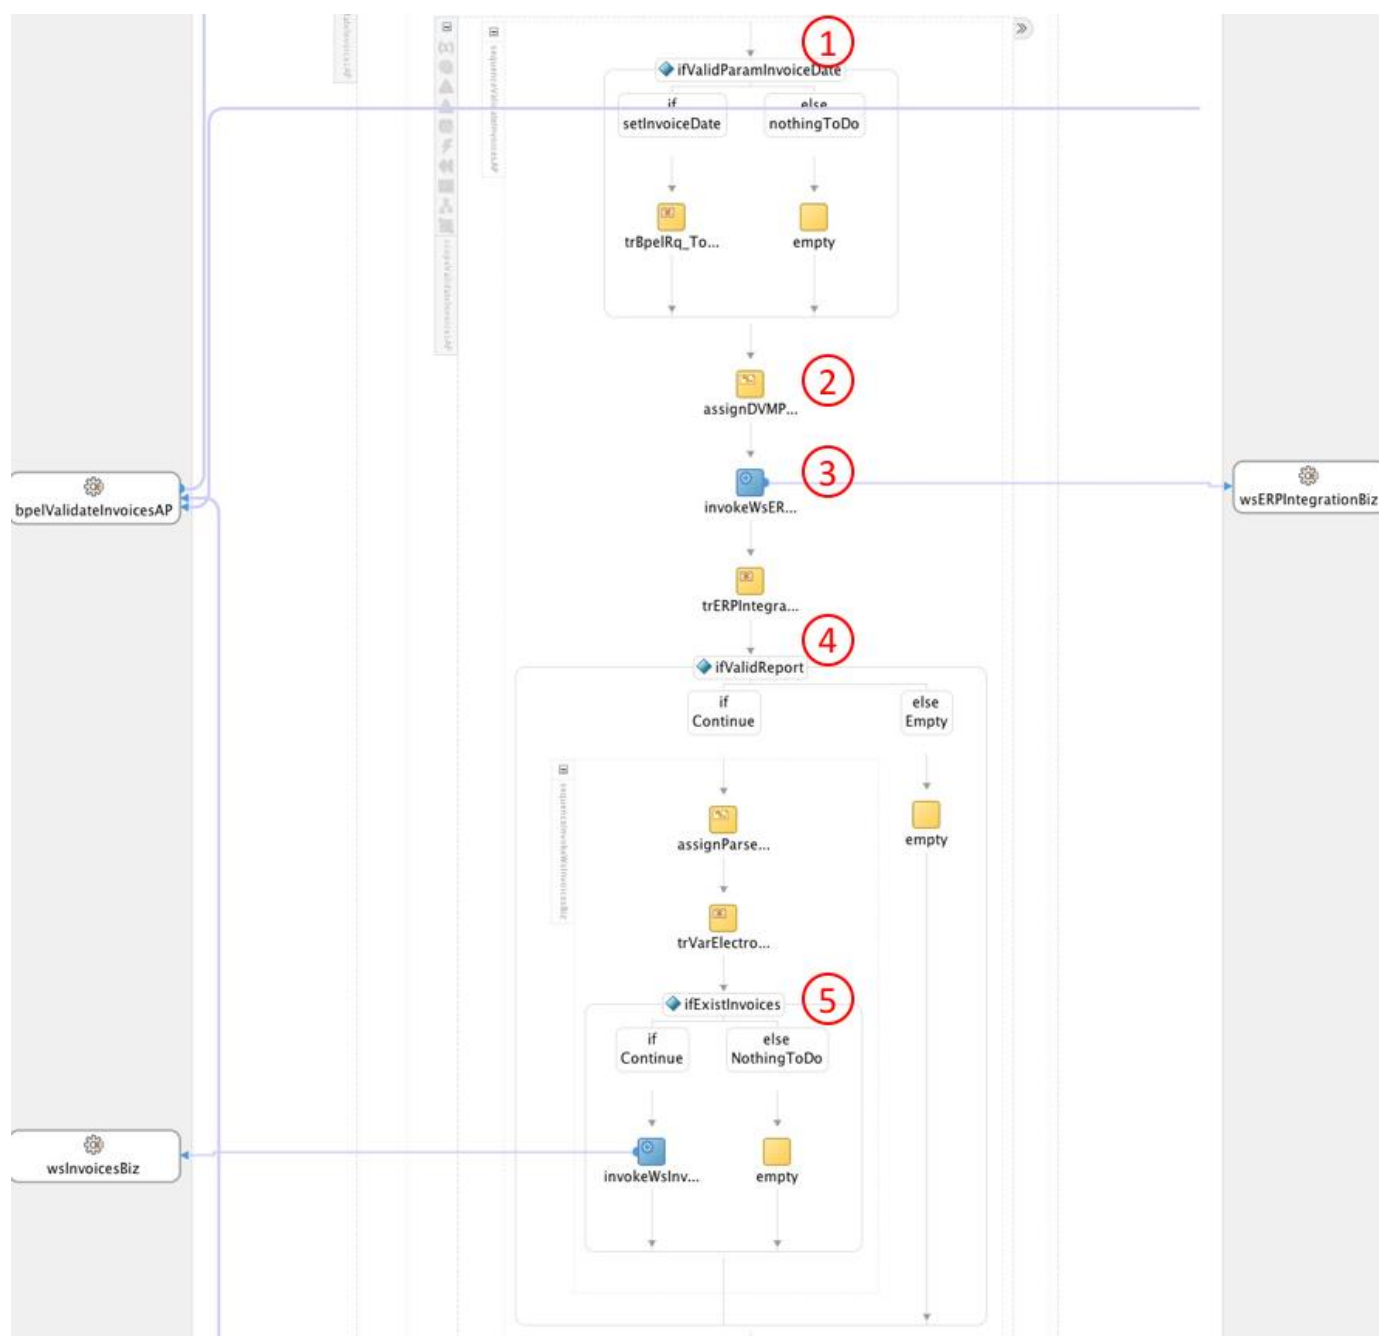 1
ifValidParamInvoiceDate
if
setInvoiceDate
else
nothingToDo
trBpelRq_To...
empty
2
assignDVMP...
3
invokeWsER...
bpelValidateInvoicesAP
wsERPIntegrationBiz
trERPIntegra...
4
ifValidReport
if
Continue
else
Empty
assignParse...
empty
sequenceInvokeWsInvoicesBiz
trVarElectro...
5
ifExistInvoices
if
Continue
else
NothingToDo
wsInvoicesBiz
invokeWsInv...
empty